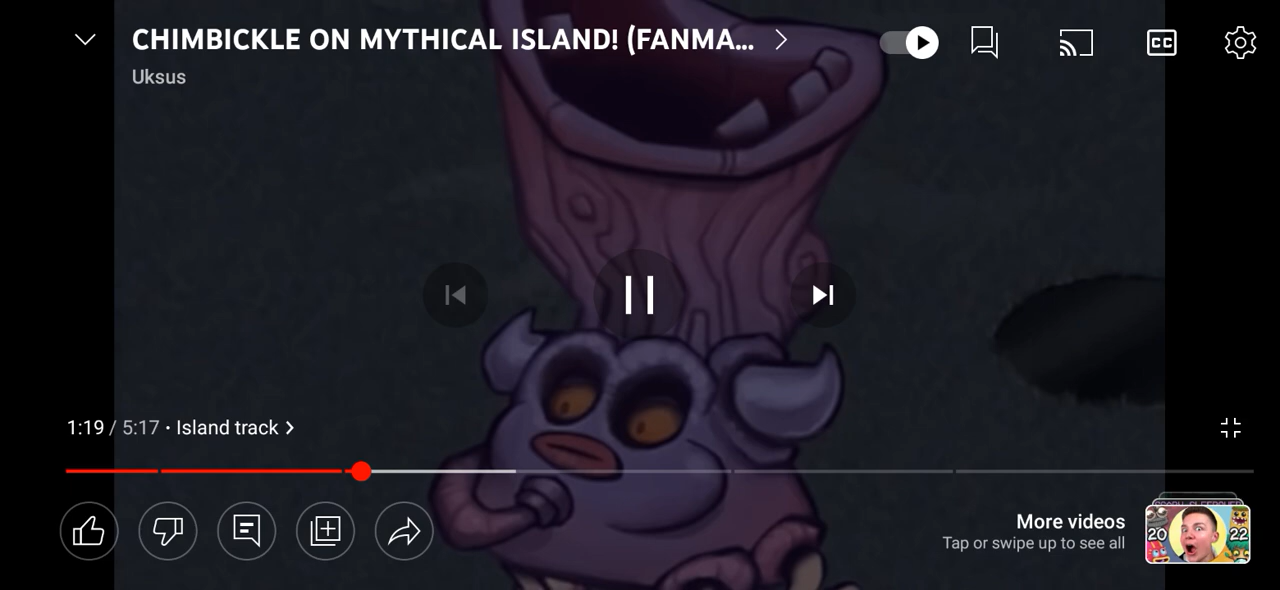 CHIMBICKLE ON MYTHICAL ISLAND! (FANMA...
Uksus
CC
1:19 / 5:17 · Island track
More videos
Tap or swipe up to see all
20 22